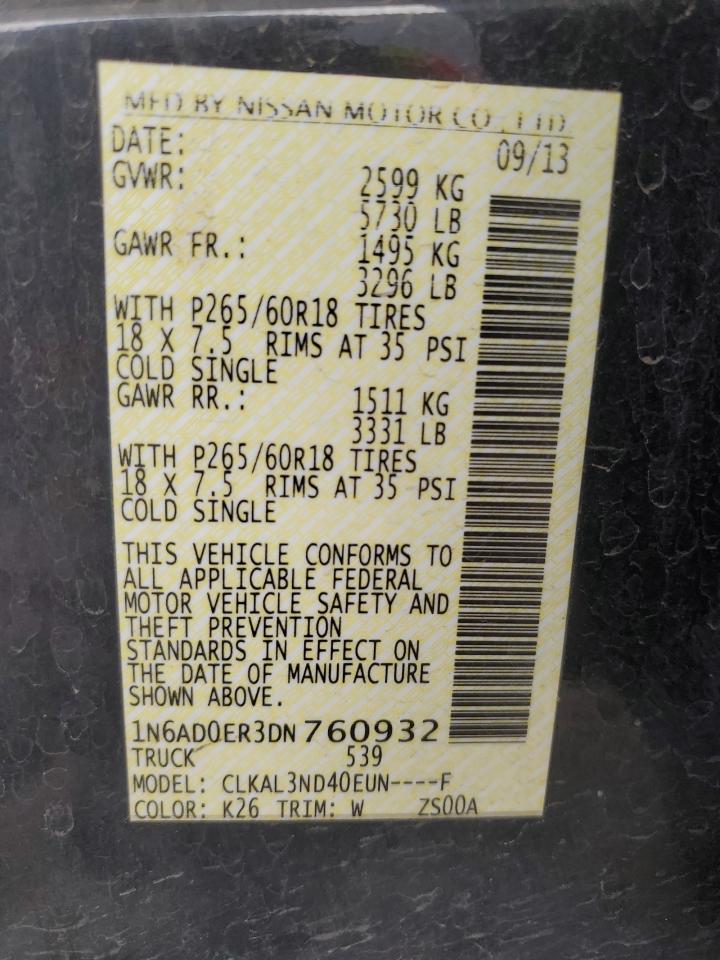 MFD BY NISSAN MOTOR CO., LTD.
DATE: 09/13
GVWR: 2599 KG
5730 LB
GAWR FR.: 1495 KG
3296 LB
WITH P265/60R18 TIRES
18 X 7.5 RIMS AT 35 PSI
COLD SINGLE
GAWR RR.: 1511 KG
3331 LB
WITH P265/60R18 TIRES
18 X 7.5 RIMS AT 35 PSI
COLD SINGLE
THIS VEHICLE CONFORMS TO
ALL APPLICABLE FEDERAL
MOTOR VEHICLE SAFETY AND
THEFT PREVENTION
STANDARDS IN EFFECT ON
THE DATE OF MANUFACTURE
SHOWN ABOVE.
1N6AD0ER3DN 760932
TRUCK 539
MODEL: CLKAL3ND40EUN----F
COLOR: K26 TRIM: W ZS00A